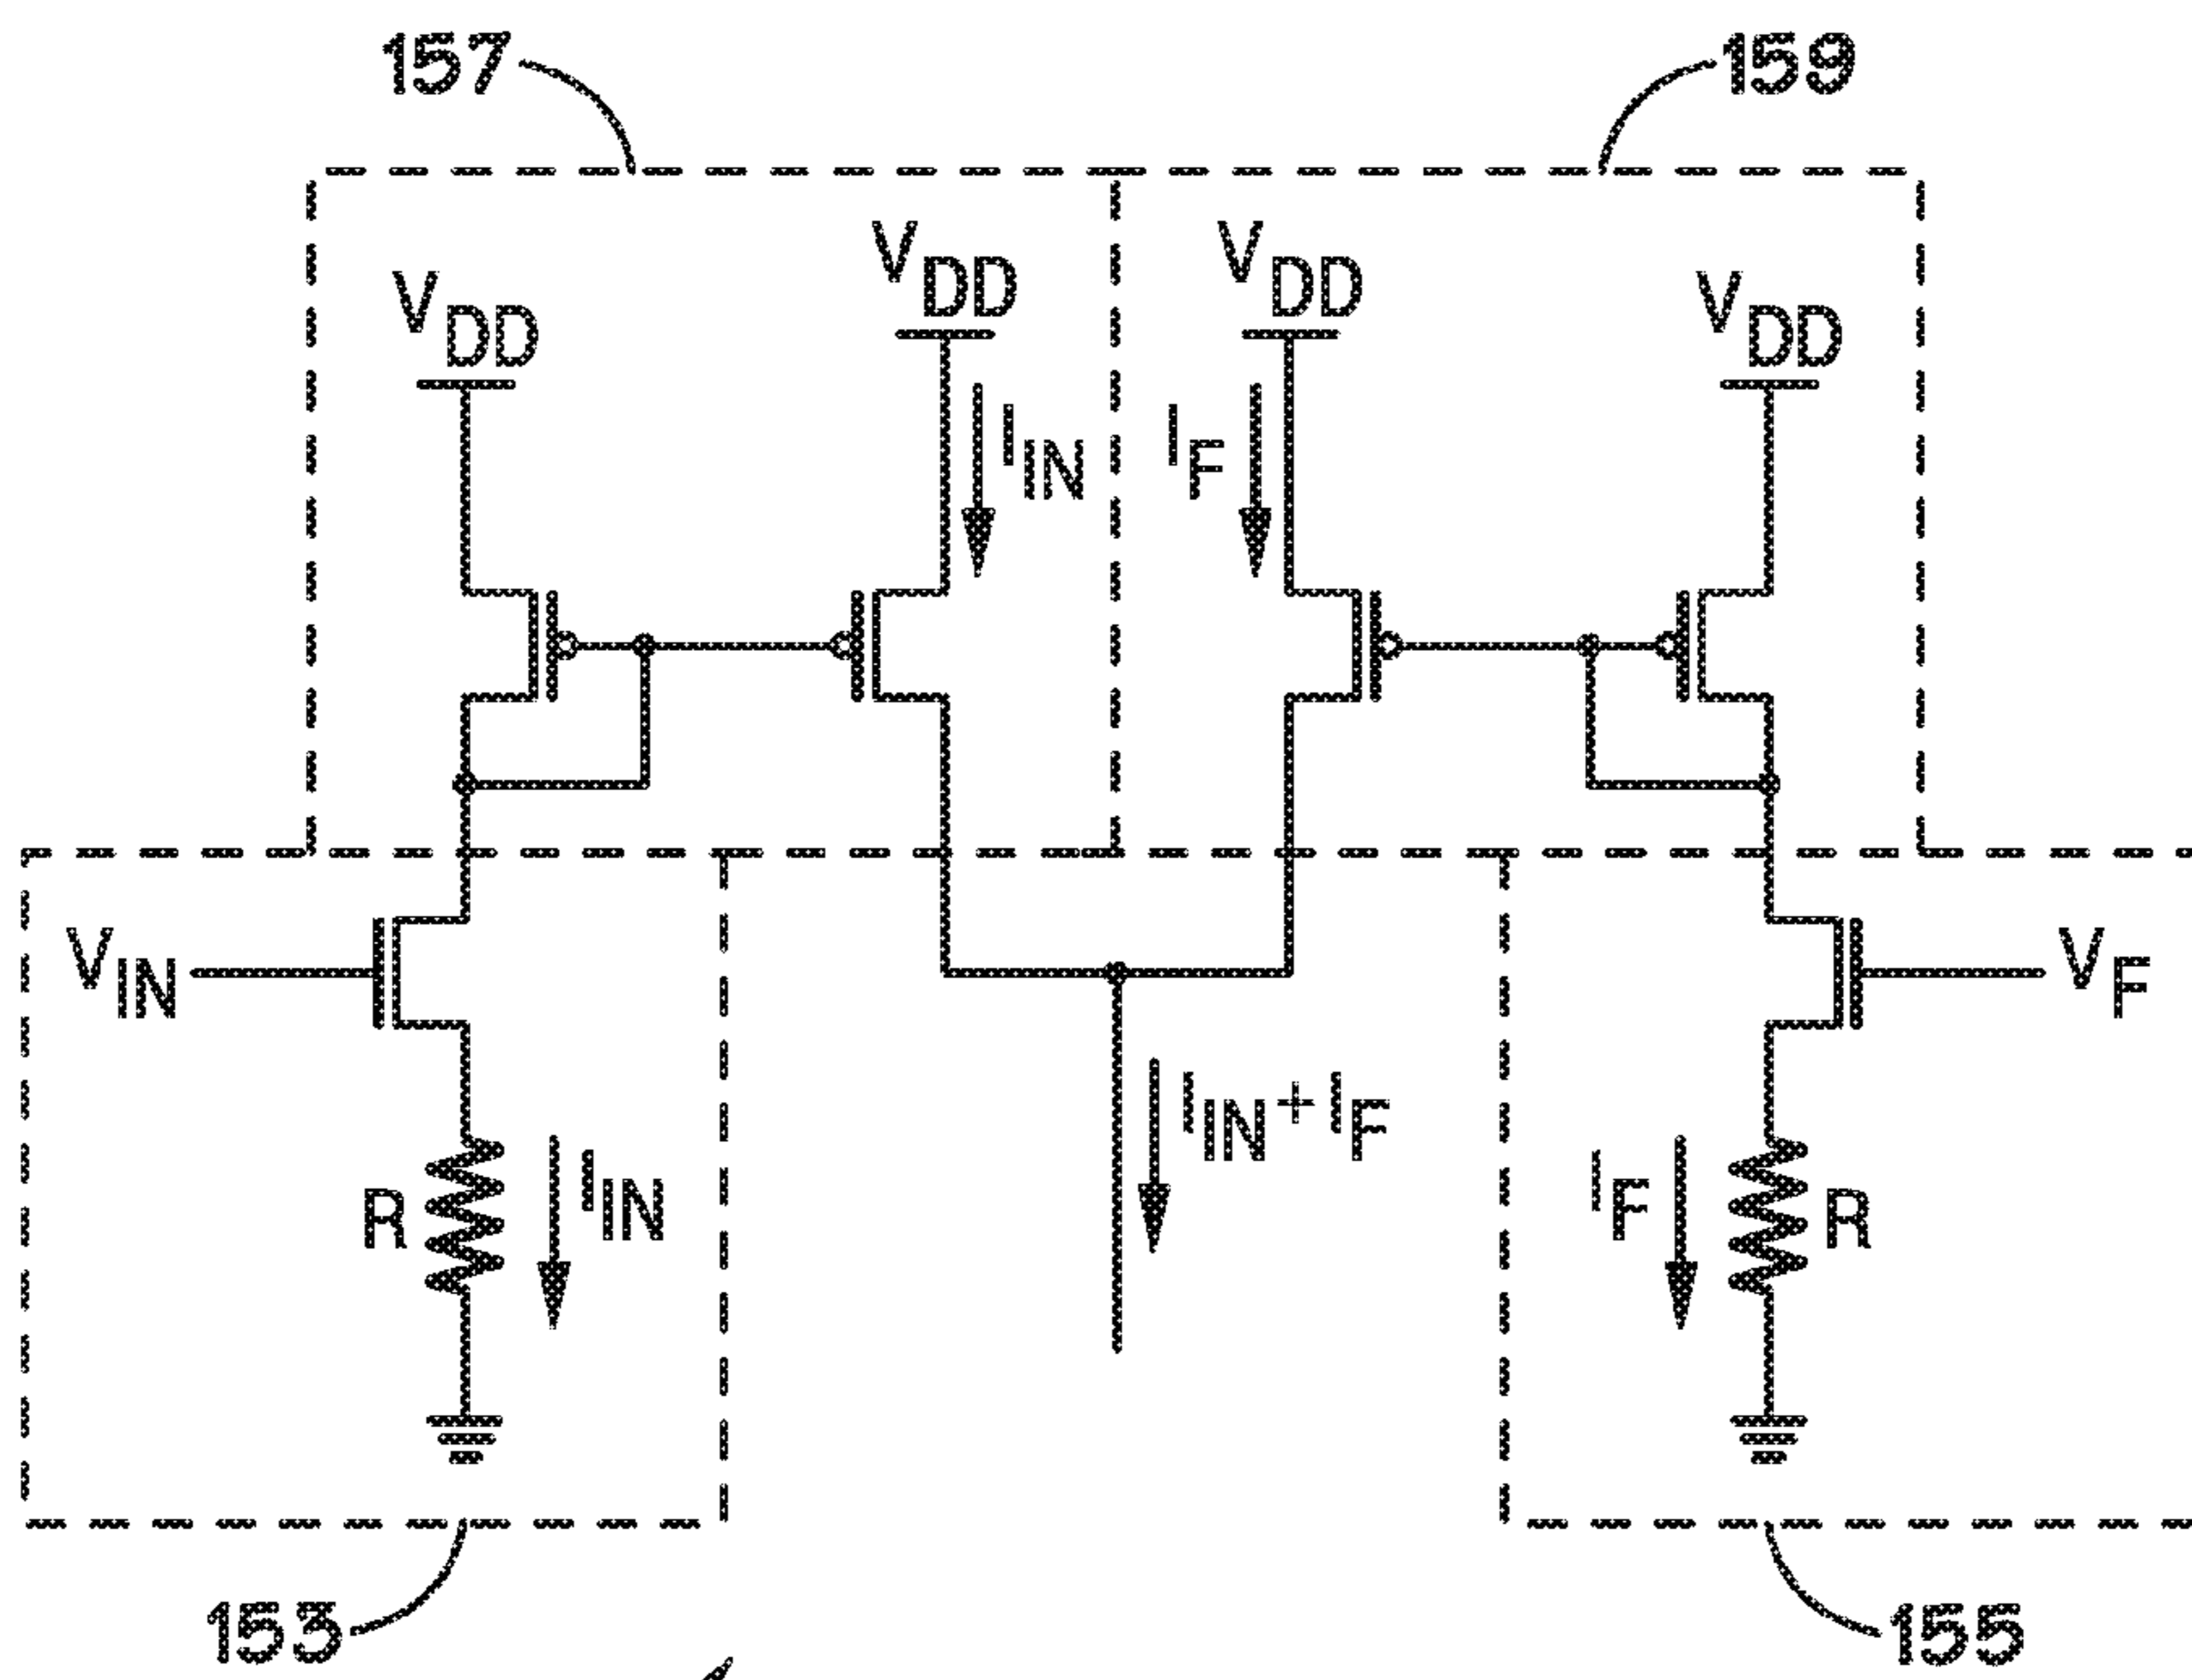 157
159
VDD
VDD
VDD
VDD
IIN
IF
VIN
VF
IIN+IF
R
IIN
IF
R
153
155